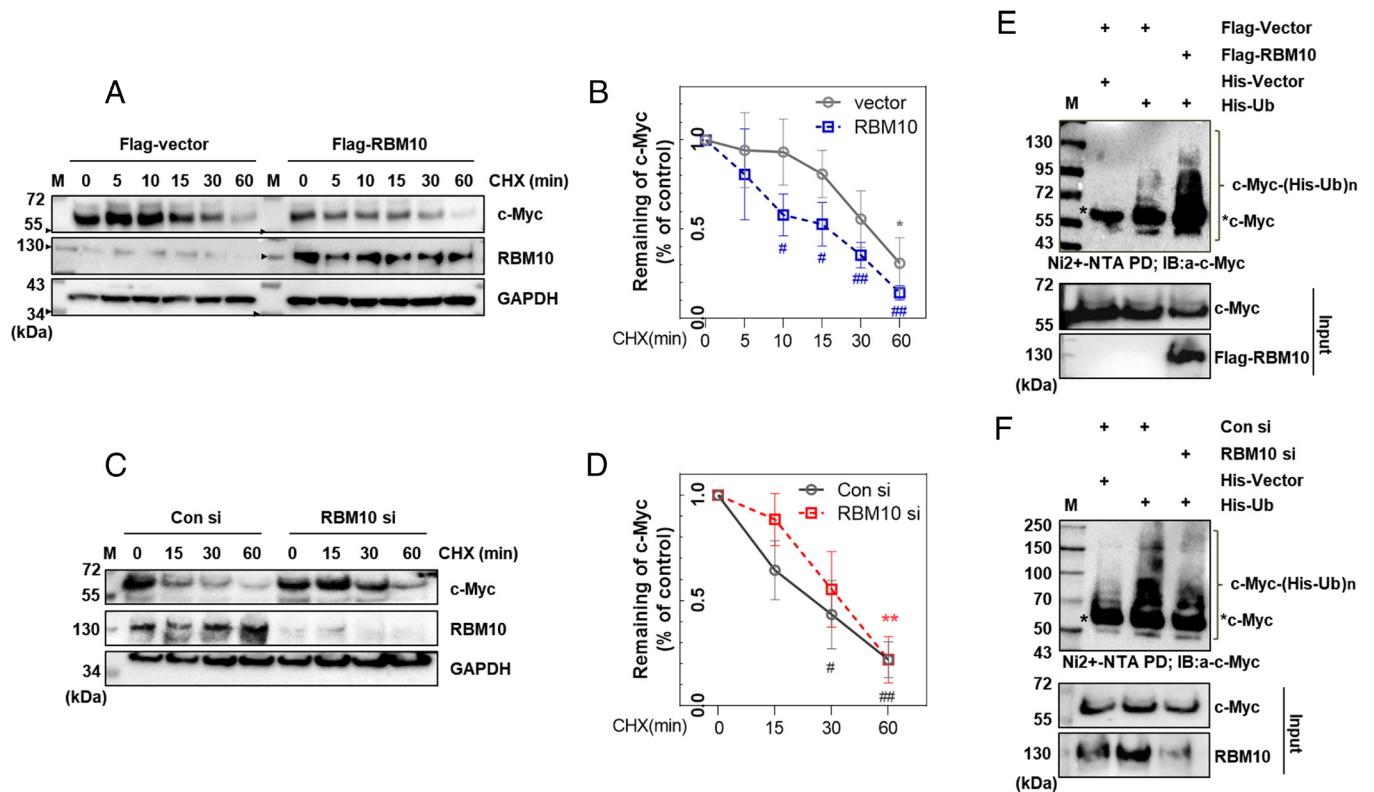 A
Flag-vector Flag-RBM10
M 0 5 10 15 30 60 M 0 5 10 15 30 60 CHX (min)
72
55
c-Myc
130
RBM10
43
34
GAPDH
(kDa)
B
vector
RBM10
Remaining of c-Myc
(% of control)
1.0
0.5
0.0
*
#
#
##
##
CHX(min) 0 5 10 15 30 60
C
Con si RBM10 si
M 0 15 30 60 0 15 30 60 CHX (min)
72
55
c-Myc
130
RBM10
34
GAPDH
(kDa)
D
Con si
RBM10 si
Remaining of c-Myc
(% of control)
1.0
0.5
0.0
**
#
##
CHX(min) 0 15 30 60
E
+ + Flag-Vector
+ Flag-RBM10
+ His-Vector
M + + His-Ub
130
95
72
55
43
*
c-Myc-(His-Ub)n
*c-Myc
Ni2+-NTA PD; IB:a-c-Myc
72
55
c-Myc
130
Flag-RBM10
Input
(kDa)
F
+ + Con si
+ RBM10 si
+ His-Vector
M + + His-Ub
250
150
100
70
50
43
*
c-Myc-(His-Ub)n
*c-Myc
Ni2+-NTA PD; IB:a-c-Myc
72
55
c-Myc
130
RBM10
Input
(kDa)